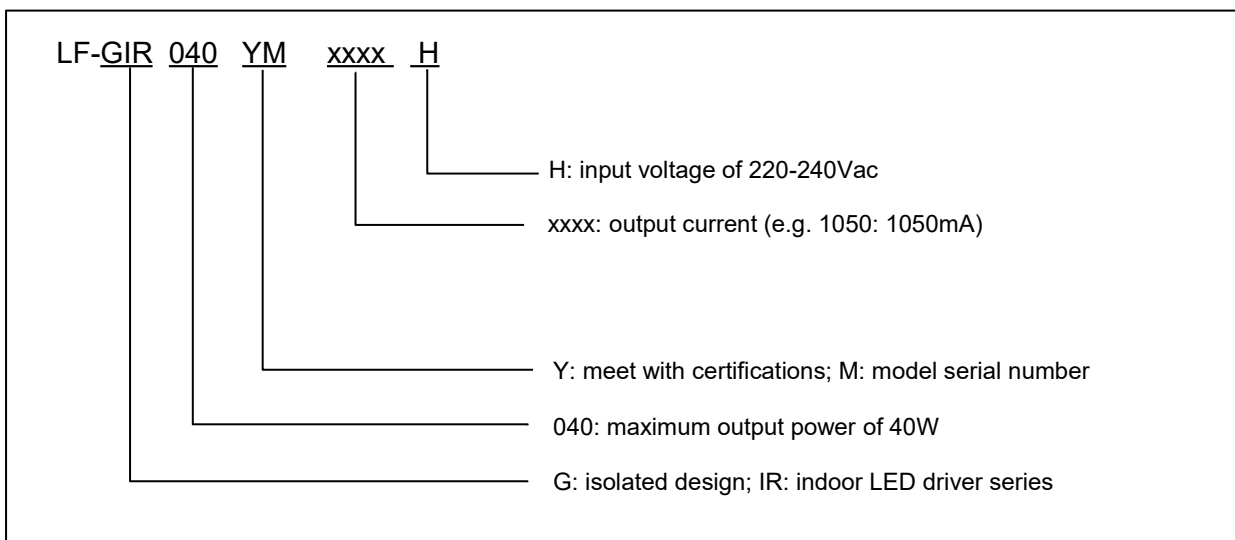 LF-GIR 040 YM xxxx H
H: input voltage of 220-240Vac
xxxx: output current (e.g. 1050: 1050mA)
Y: meet with certifications; M: model serial number
040: maximum output power of 40W
G: isolated design; IR: indoor LED driver series